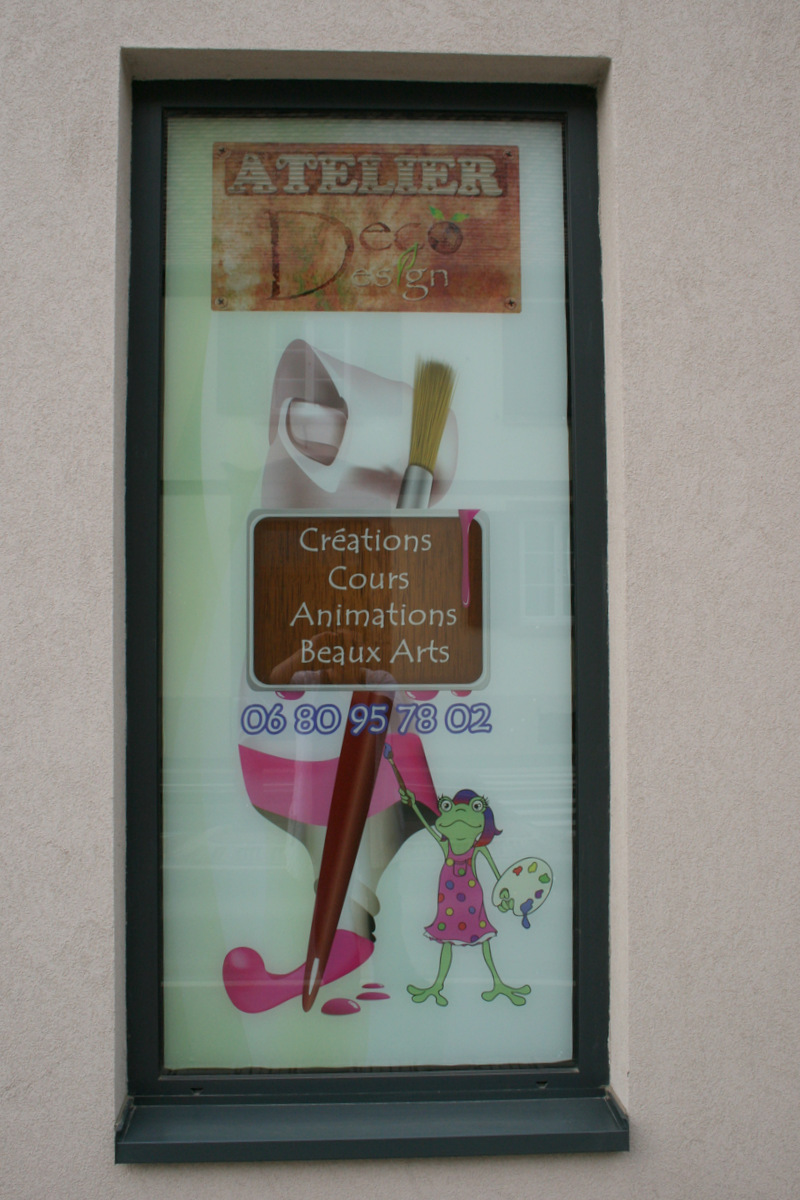 ATELIER
Deco
Design
Créations
Cours
Animations
Beaux Arts
06 80 95 78 02